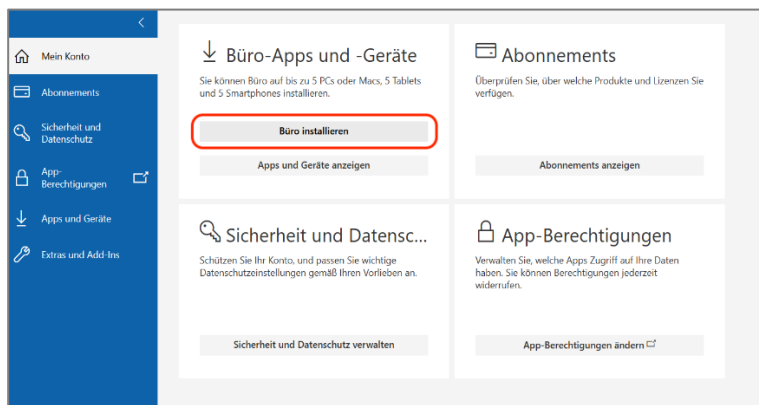 Mein Konto
Abonnements
Sicherheit und
Datenschutz
App-
Berechtigungen
Apps und Geräte
Extras und Add-Ins
Büro-Apps und -Geräte
Sie können Büro auf bis zu 5 PCs oder Macs, 5 Tablets
und 5 Smartphones installieren.
Büro installieren
Apps und Geräte anzeigen
Abonnements
Überprüfen Sie, über welche Produkte und Lizenzen Sie
verfügen.
Abonnements anzeigen
Sicherheit und Datensc...
Schützen Sie Ihr Konto, und passen Sie wichtige
Datenschutzeinstellungen gemäß Ihren Vorlieben an.
Sicherheit und Datenschutz verwalten
App-Berechtigungen
Verwalten Sie, welche Apps Zugriff auf Ihre Daten
haben. Sie können Berechtigungen jederzeit
widerrufen.
App-Berechtigungen ändern